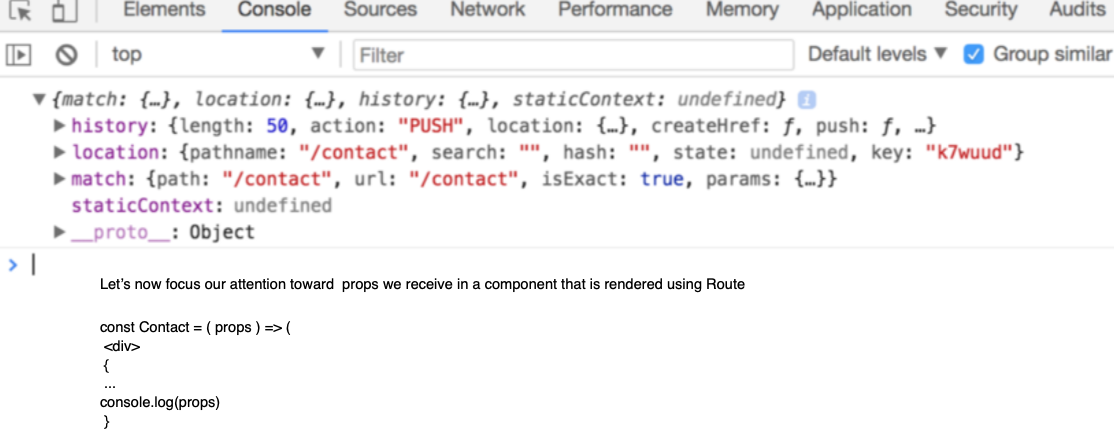 Elements Console Sources Network Performance Memory Application Security Audits
top ▼ Filter Default levels ▼ Group similar
▼{match: {…}, location: {…}, history: {…}, staticContext: undefined} i
▶history: {length: 50, action: "PUSH", location: {…}, createHref: ƒ, push: ƒ, …}
▶location: {pathname: "/contact", search: "", hash: "", state: undefined, key: "k7wuud"}
▶match: {path: "/contact", url: "/contact", isExact: true, params: {…}}
staticContext: undefined
▶__proto__: Object
>
Let’s now focus our attention toward  props we receive in a component that is rendered using Route
const Contact = ( props ) => (
<div>
{
...
console.log(props)
}